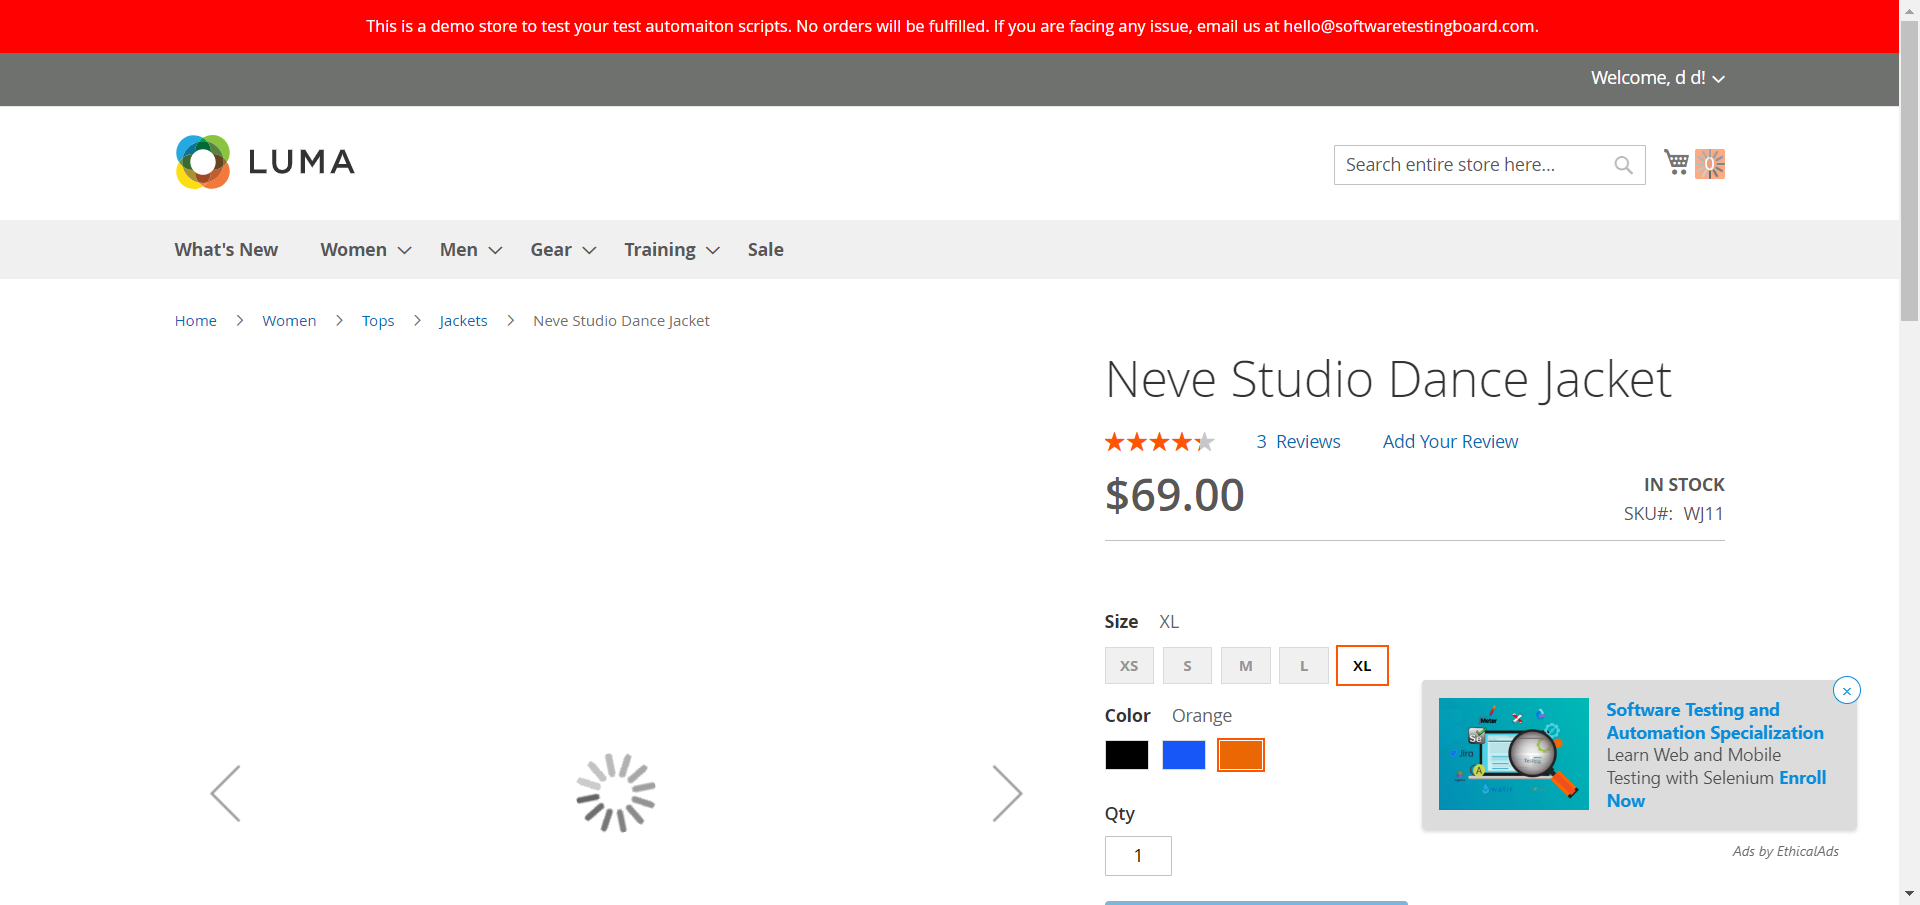 This is a demo store to test your test automaiton scripts. No orders will be fulfilled. If you are facing any issue, email us at hello@softwaretestingboard.com.
Welcome, d d!
LUMA
Search entire store here...
0
What's New Women Men Gear Training Sale
Home Women Tops Jackets Neve Studio Dance Jacket
Neve Studio Dance Jacket
3 Reviews Add Your Review
$69.00
IN STOCK
SKU#: WJ11
Size XL
XS S M L XL
Color Orange
Qty
1
Software Testing and
Automation Specialization
Learn Web and Mobile
Testing with Selenium Enroll
Now
Meter
Se
Jira
A
Ads by EthicalAds